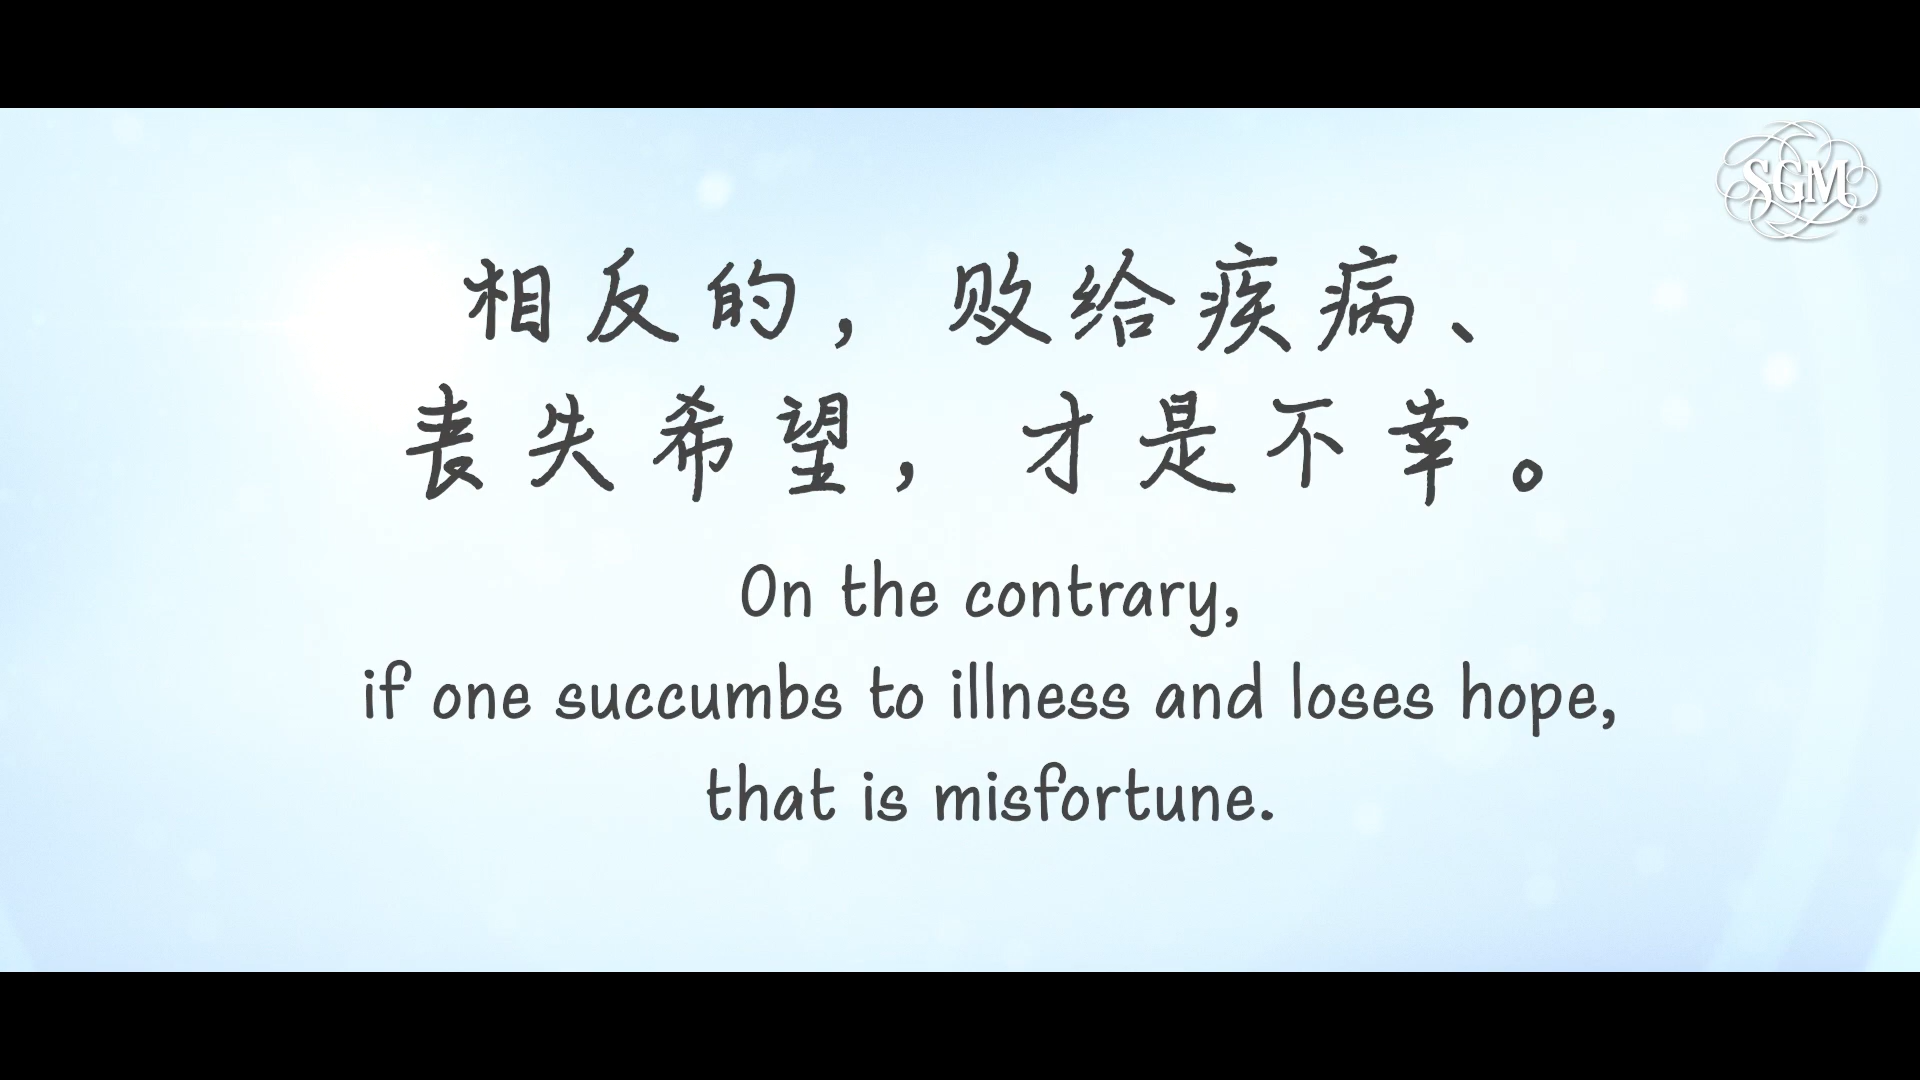 SGM
相反的，败给疾病、
丧失希望，才是不幸。
On the contrary,
if one succumbs to illness and loses hope,
that is misfortune.